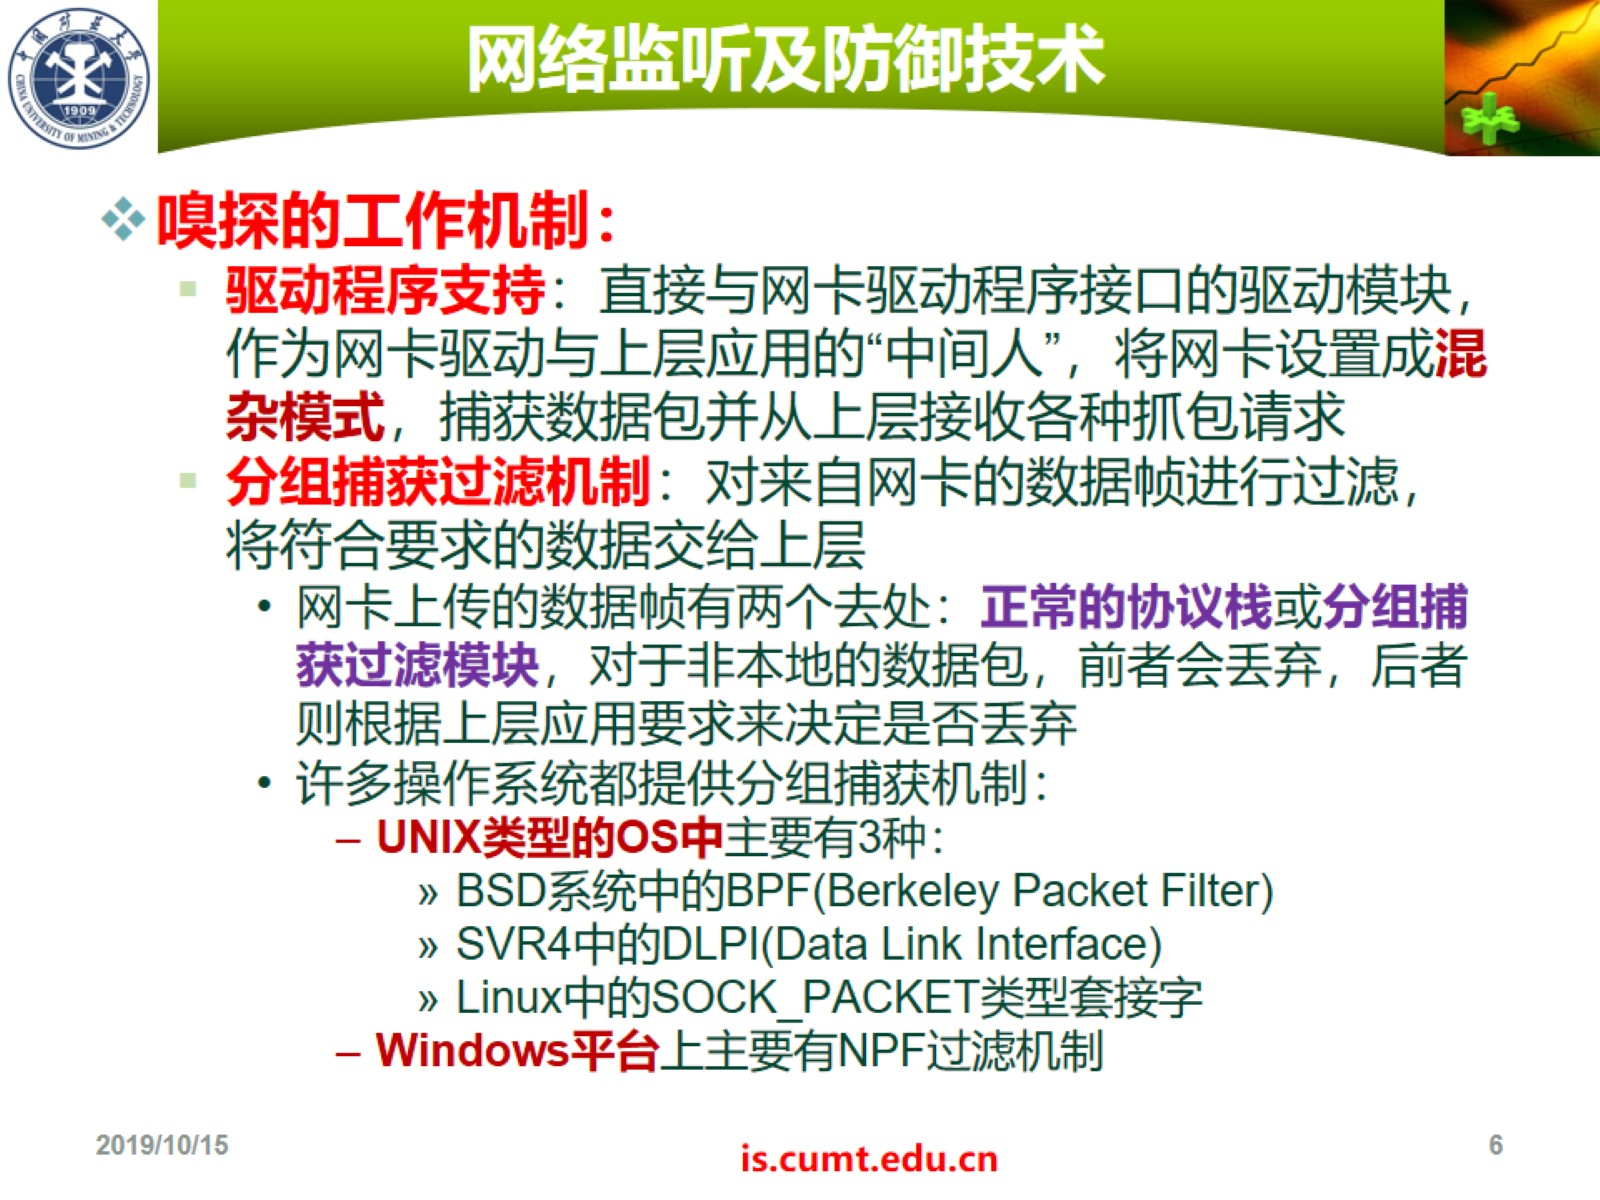 网络监听及防御技术
中国矿业大学
CHINA UNIVERSITY OF MINING & TECHNOLOGY
1909
嗅探的工作机制：
驱动程序支持：直接与网卡驱动程序接口的驱动模块，
作为网卡驱动与上层应用的“中间人”，将网卡设置成混
杂模式，捕获数据包并从上层接收各种抓包请求
分组捕获过滤机制：对来自网卡的数据帧进行过滤，
将符合要求的数据交给上层
• 网卡上传的数据帧有两个去处：正常的协议栈或分组捕
获过滤模块，对于非本地的数据包，前者会丢弃，后者
则根据上层应用要求来决定是否丢弃
• 许多操作系统都提供分组捕获机制：
– UNIX类型的OS中主要有3种：
» BSD系统中的BPF(Berkeley Packet Filter)
» SVR4中的DLPI(Data Link Interface)
» Linux中的SOCK_PACKET类型套接字
– Windows平台上主要有NPF过滤机制
2019/10/15
is.cumt.edu.cn
6